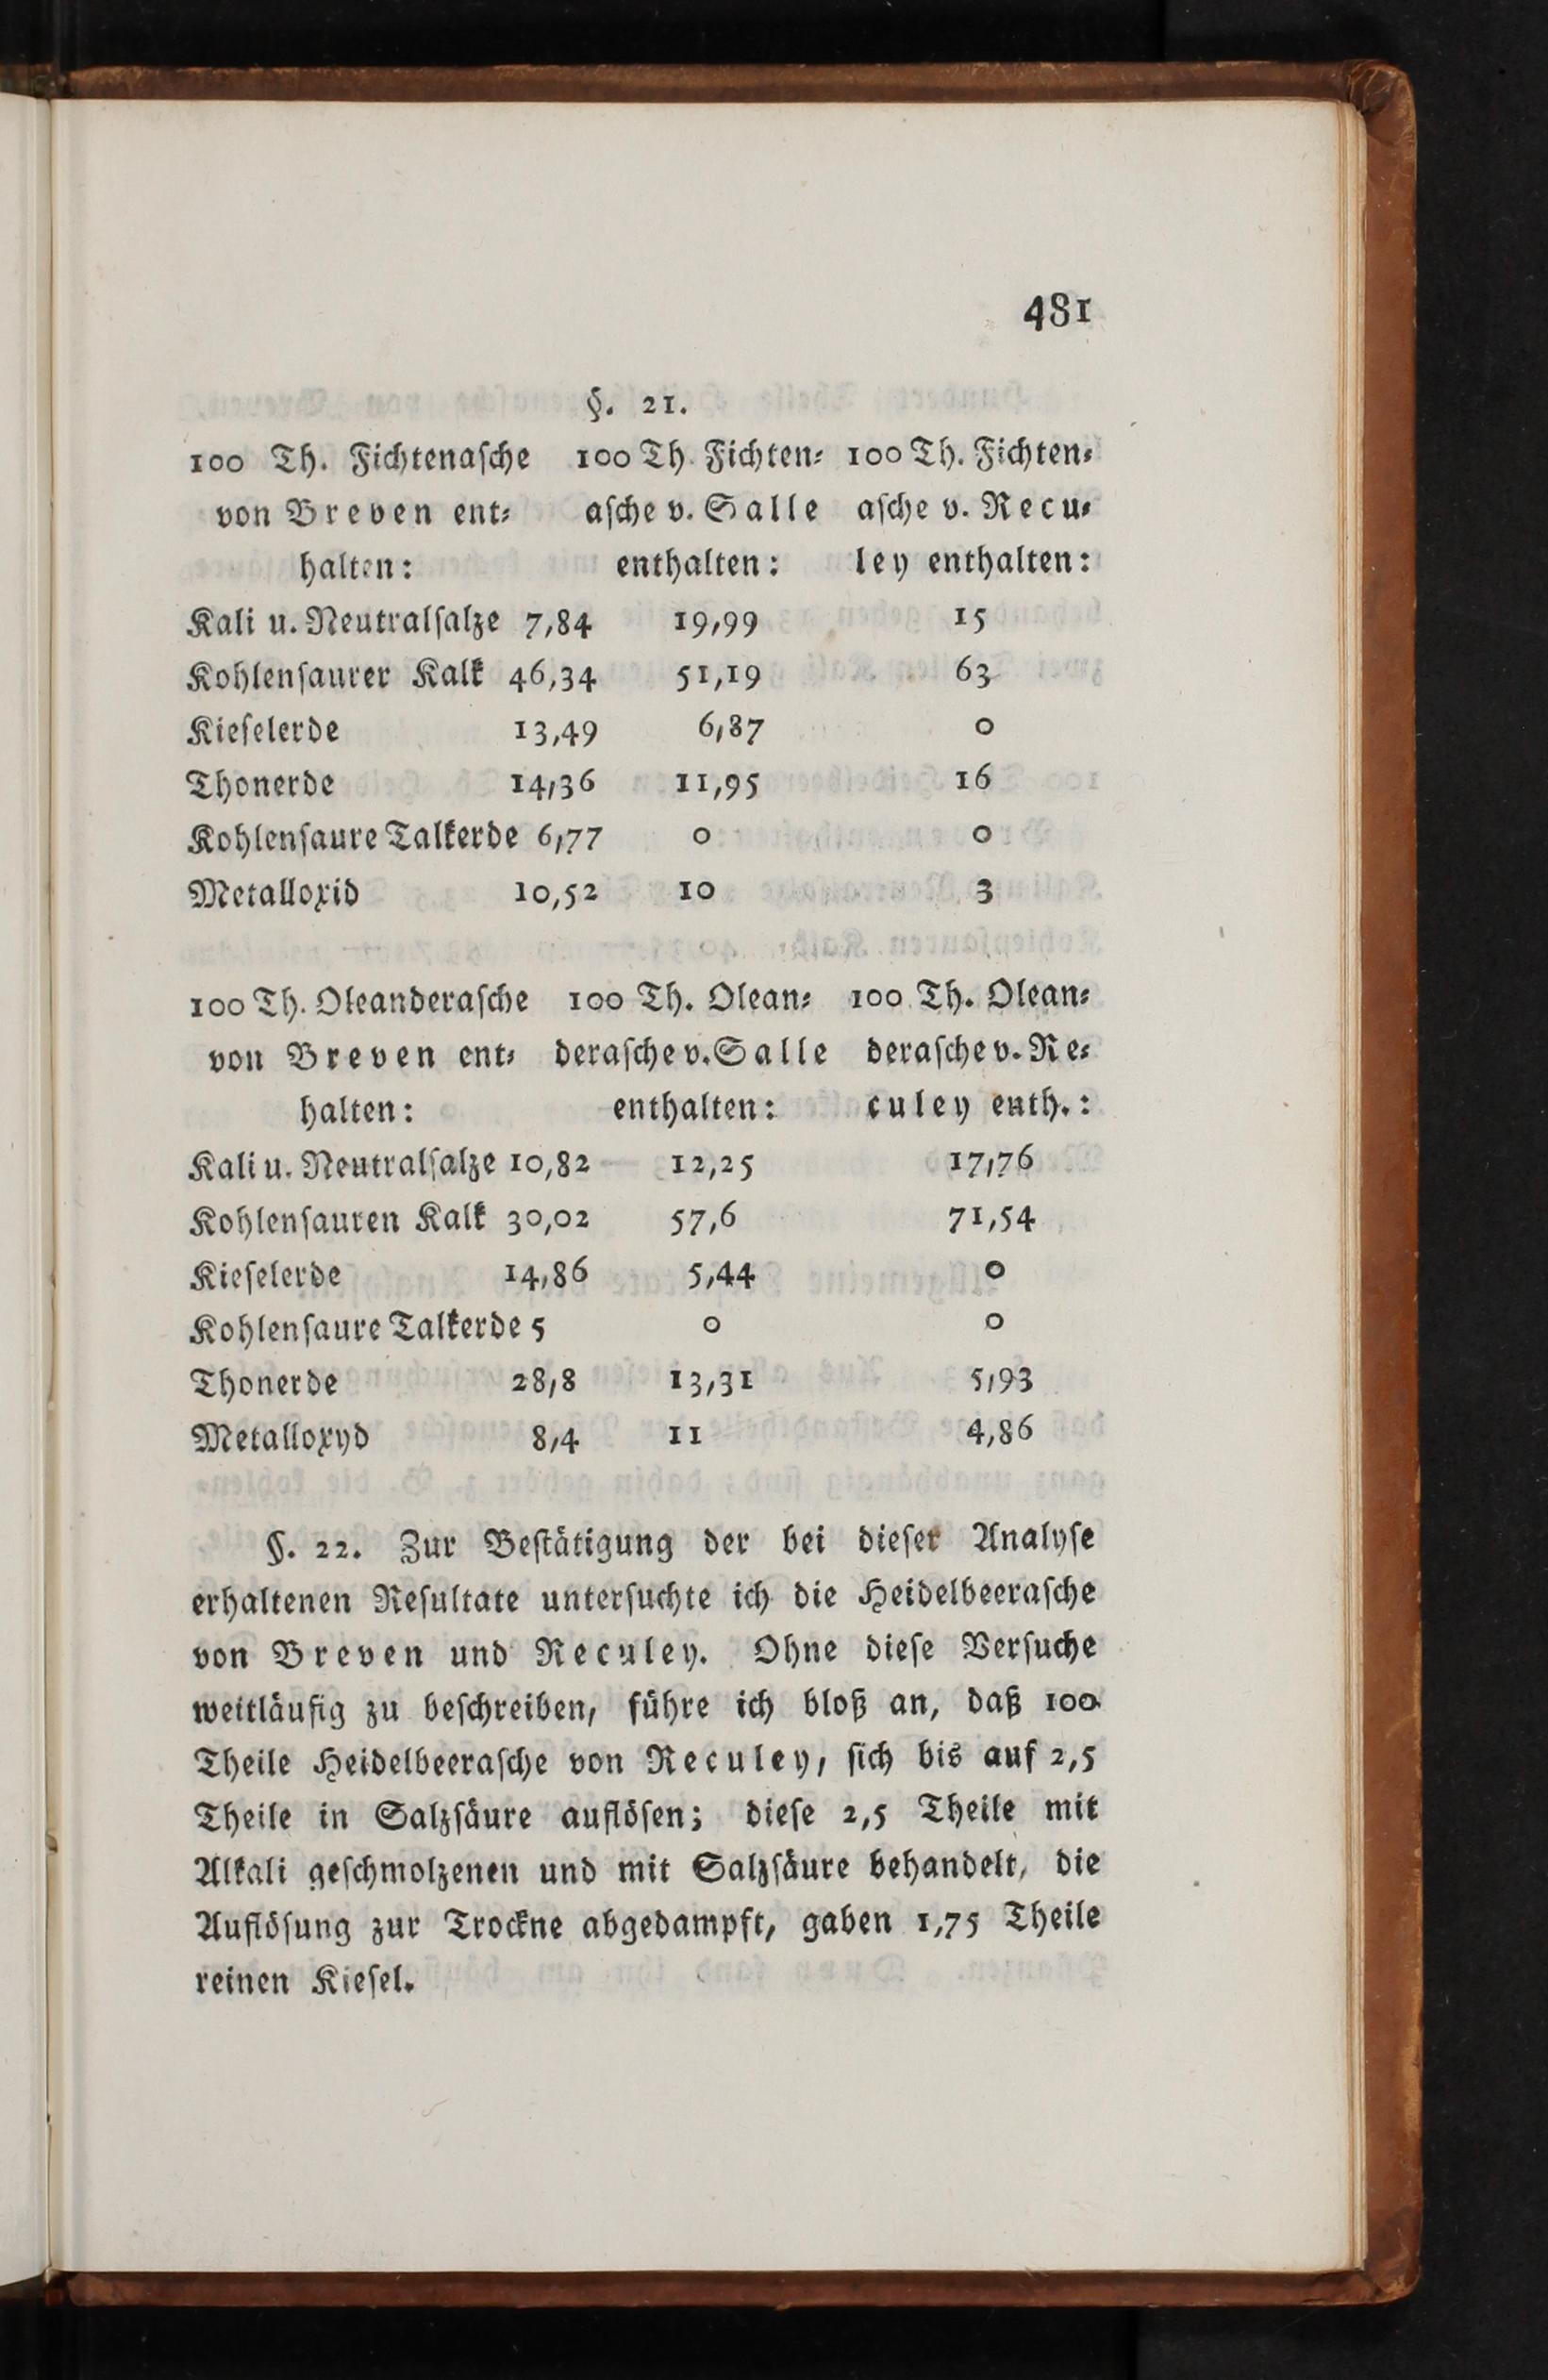 481
§. 21.
100 Th. Fichtenaſche 100 Th. Fichten⸗ 100 Th. Fichten⸗
von Breven ent⸗ aſche v. Salle aſche v. Recu⸗
halten: enthalten: ley enthalten:
Kali u. Neutralſalze 7,84 19,99 15
Kohlenſaurer Kalk 46,34 51,19 63
Kieſelerde 13,49 6,87 0
Thonerde 14,36 11,95 16
Kohlenſaure Talkerde 6,77 0 0
Metalloxid 10,52 10 3
100 Th. Oleanderaſche 100 Th. Olean⸗ 100 Th. Olean⸗
von Breven ent⸗ deraſche v. Salle deraſche v. Re⸗
halten: enthalten: culey enth.:
Kali u. Neutralſalze 10,82 12,25 17,76
Kohlenſauren Kalk 30,02 57,6 71,54
Kieſelerde 14,86 5,44 0
Kohlenſaure Talkerde 5 0 0
Thonerde 28,8 13,31 5,93
Metalloxyd 8,4 11 4,86
§. 22. Zur Beſtätigung der bei dieſer Analyſe
erhaltenen Reſultate unterſuchte ich die Heidelbeeraſche
von Breven und Reculey. Ohne dieſe Verſuche
weitläufig zu beſchreiben, führe ich bloß an, daß 100
Theile Heidelbeeraſche von Reculey, ſich bis auf 2,5
Theile in Salzſäure auflöſen; dieſe 2,5 Theile mit
Alkali geſchmolzenen und mit Salzſäure behandelt, die
Auflöſung zur Trockne abgedampft, gaben 1,75 Theile
reinen Kieſel.